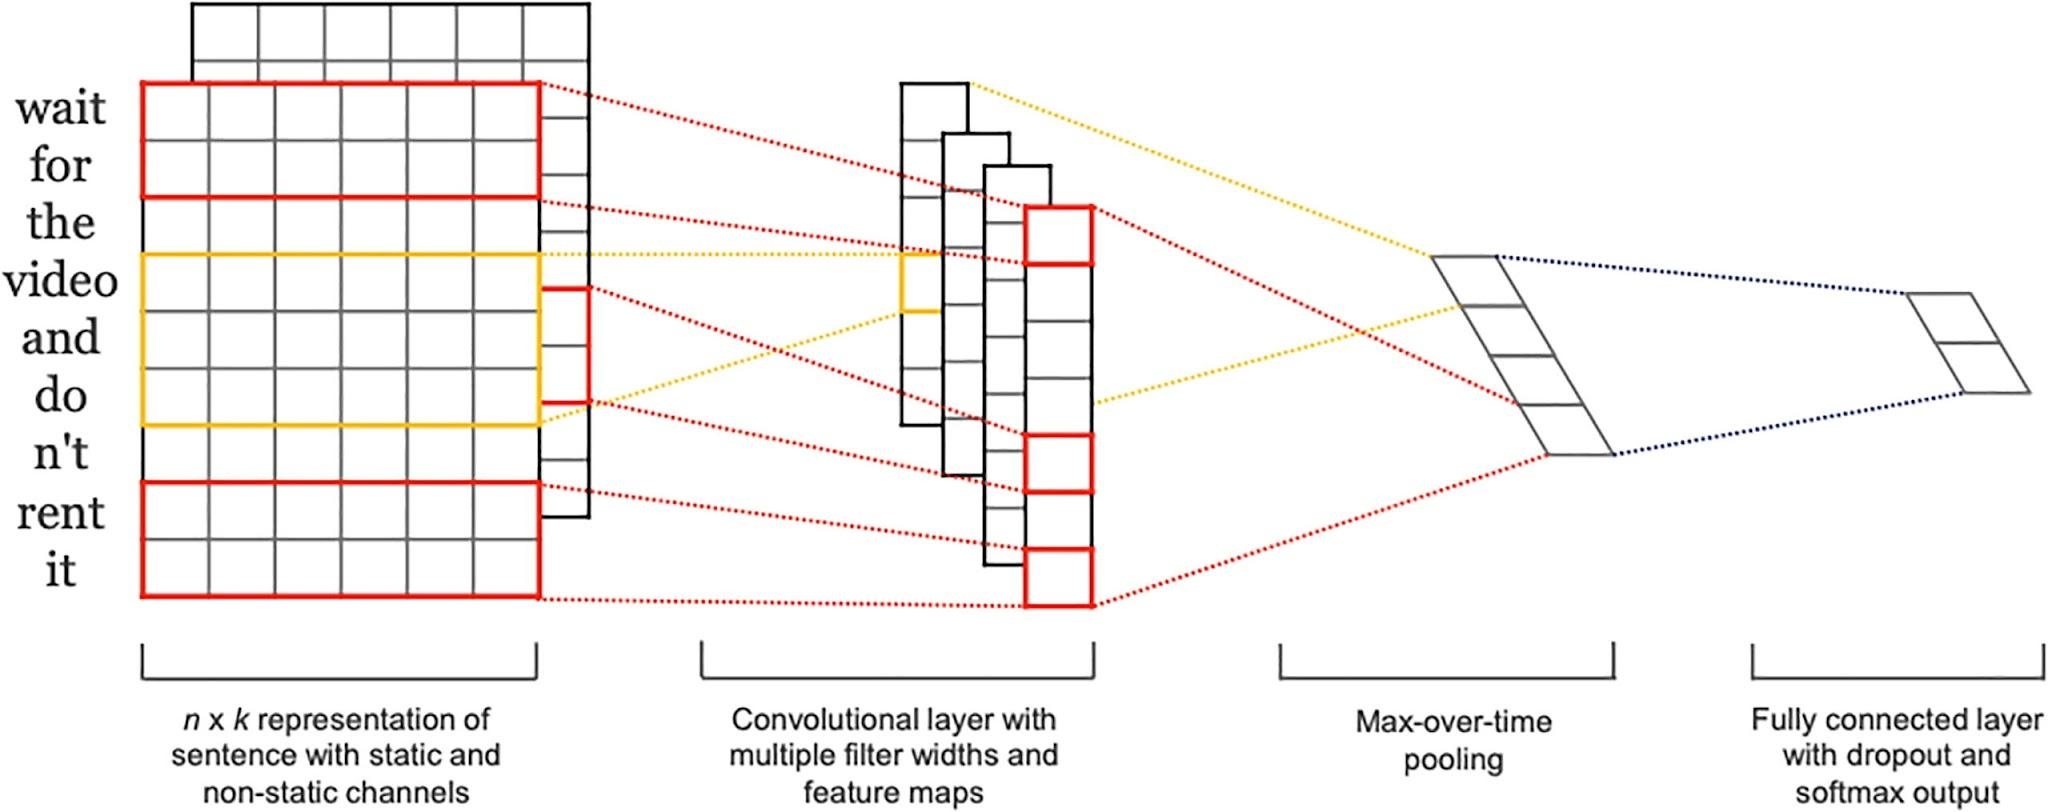 wait
for
the
video
and
do
n't
rent
it
n x k representation of
sentence with static and
non-static channels
Convolutional layer with
multiple filter widths and
feature maps
Max-over-time
pooling
Fully connected layer
with dropout and
softmax output